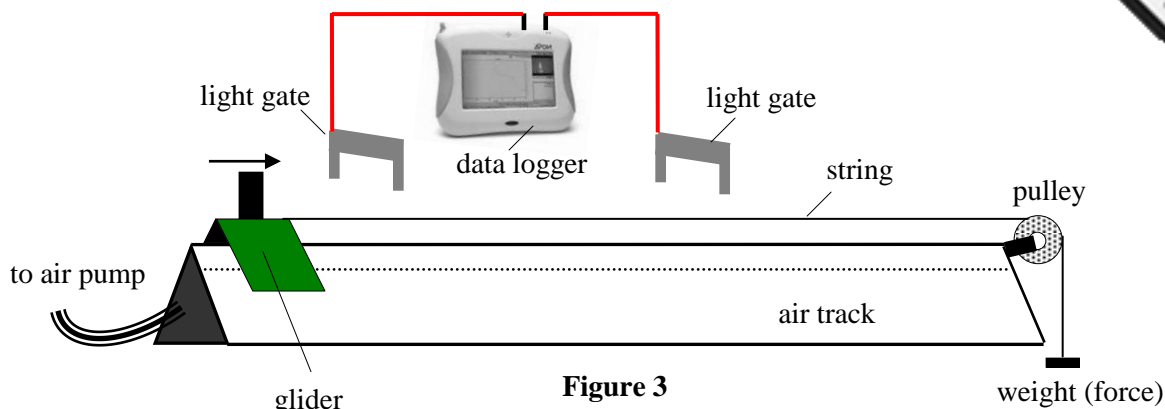 light gate
light gate
data logger
string
pulley
to air pump
air track
glider
Figure 3
weight (force)